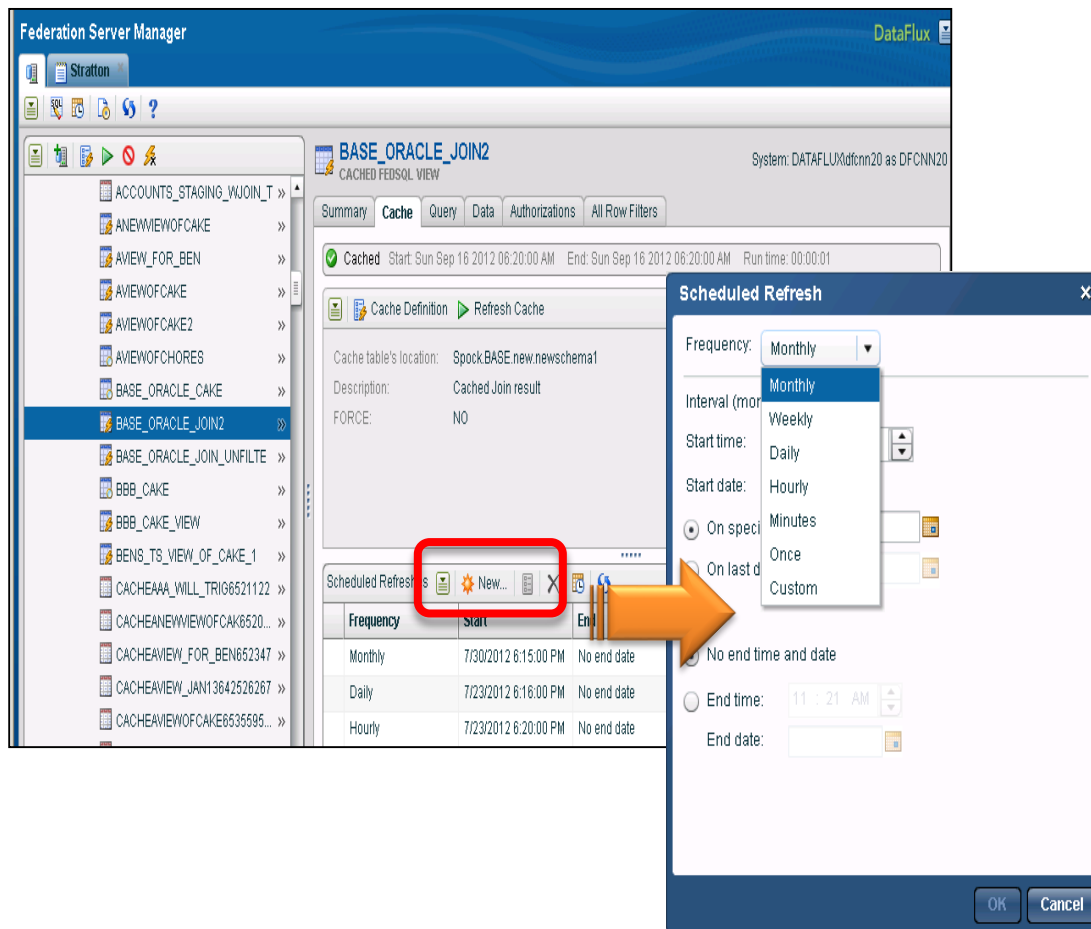 Federation Server Manager
DataFlux
Stratton
SQL
?
BASE_ORACLE_JOIN2
CACHED FEDSQL VIEW
System: DATAFLUX\dfcnn20 as DFCNN20
Summary Cache Query Data Authorizations All Row Filters
Cached Start: Sun Sep 16 2012 06:20:00 AM End: Sun Sep 16 2012 06:20:00 AM Run time: 00:00:01
Cache Definition Refresh Cache
Cache table's location: Spock.BASE.new.newschema1
Description: Cached Join result
FORCE: NO
ACCOUNTS_STAGING_WJOIN_T »
ANEWVIEWOFCAKE »
AVIEW_FOR_BEN »
AVIEWOFCAKE »
AVIEWOFCAKE2 »
AVIEWOFCHORES »
BASE_ORACLE_CAKE »
BASE_ORACLE_JOIN2 »
BASE_ORACLE_JOIN_UNFILTE »
BBB_CAKE »
BBB_CAKE_VIEW »
BENS_TS_VIEW_OF_CAKE_1 »
CACHEAAA_WILL_TRIG6521122 »
CACHEANEWVIEWOFCAK6520... »
CACHEAVIEW_FOR_BEN652347 »
CACHEAVIEW_JAN13642526267 »
CACHEAVIEWOFCAKE6535595... »
Scheduled Refreshes New...
Frequency Start End
Monthly 7/30/2012 6:15:00 PM No end date
Daily 7/23/2012 6:16:00 PM No end date
Hourly 7/23/2012 6:20:00 PM No end date
Scheduled Refresh ×
Frequency: Monthly
Monthly
Weekly
Daily
Hourly
Minutes
Once
Custom
Interval (mon
Start time:
Start date:
On speci
On last d
No end time and date
End time: 11 : 21 AM
End date:
OK Cancel